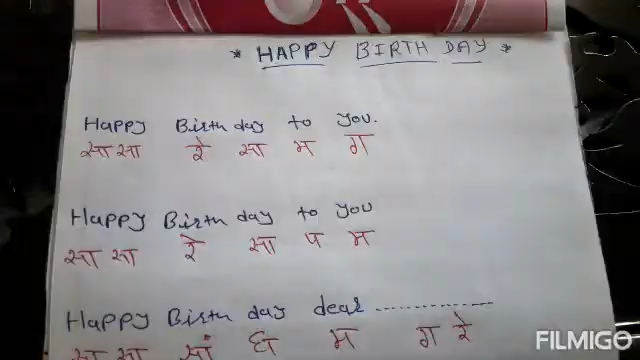 * HAPPY BIRTH DAY *
Happy Birth day to you.
सा सा रे सा म ग
Happy Birth day to you
सा सा रे सा प म
Happy Birth day dear ..............
सा सा सां ध म ग रे
FILMIGO